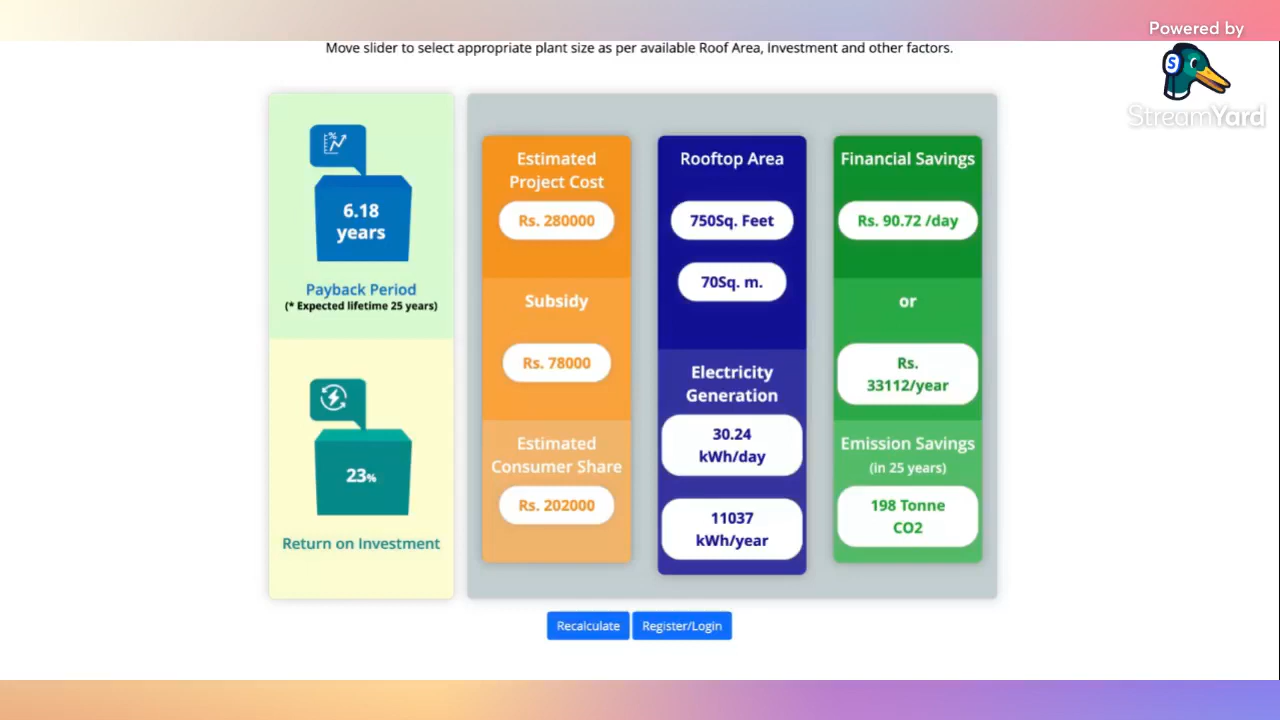 Powered by
StreamYard
Move slider to select appropriate plant size as per available Roof Area, Investment and other factors.
6.18
years
Payback Period
(* Expected lifetime 25 years)
23%
Return on Investment
Estimated
Project Cost
Rs. 280000
Subsidy
Rs. 78000
Estimated
Consumer Share
Rs. 202000
Rooftop Area
750Sq. Feet
70Sq. m.
Electricity
Generation
30.24
kWh/day
11037
kWh/year
Financial Savings
Rs. 90.72 /day
or
Rs.
33112/year
Emission Savings
(in 25 years)
198 Tonne
CO2
Recalculate
Register/Login